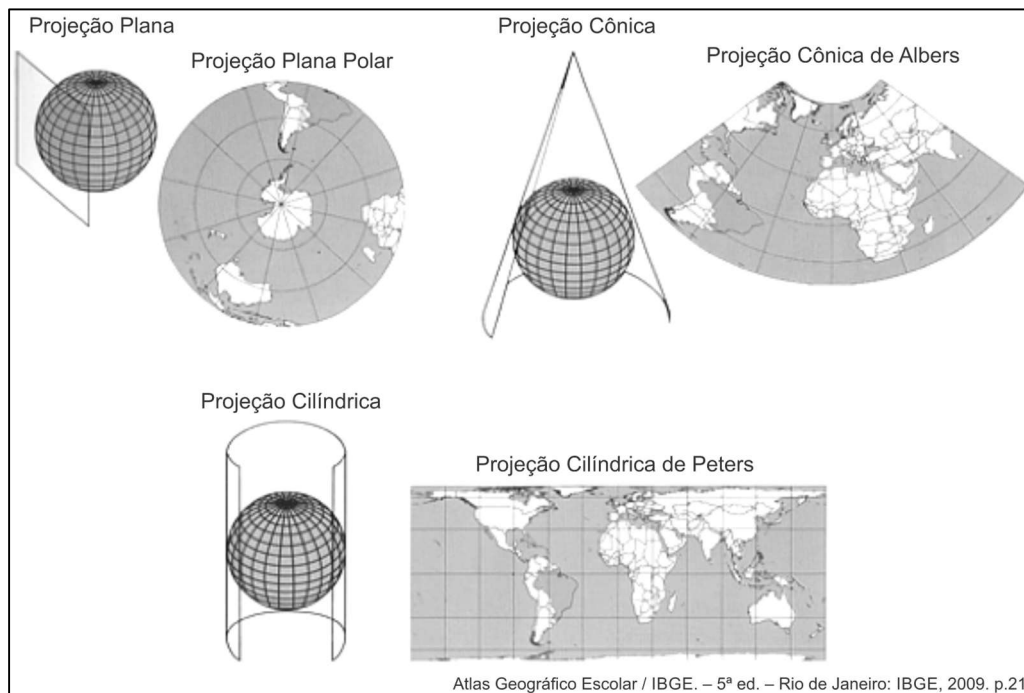 Projeção Plana
Projeção Plana Polar
Projeção Cônica
Projeção Cônica de Albers
Projeção Cilíndrica
Projeção Cilíndrica de Peters
Atlas Geográfico Escolar / IBGE. – 5ª ed. – Rio de Janeiro: IBGE, 2009. p.21